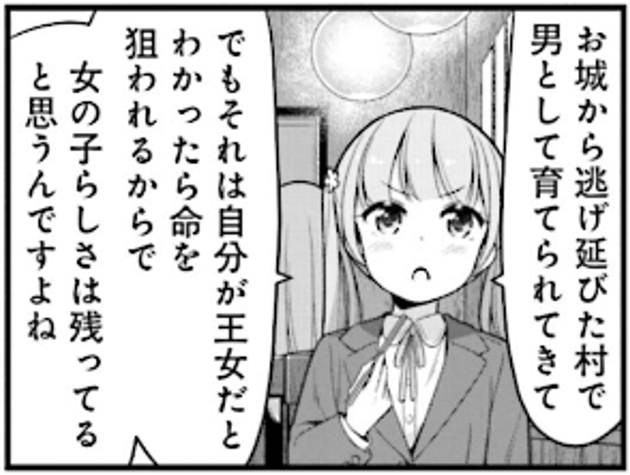 お城から逃げ延びた村で
男として育てられてきて
でもそれは自分が王女だと
わかったら命を
狙われるからで
女の子らしさは残ってる
と思うんですよね